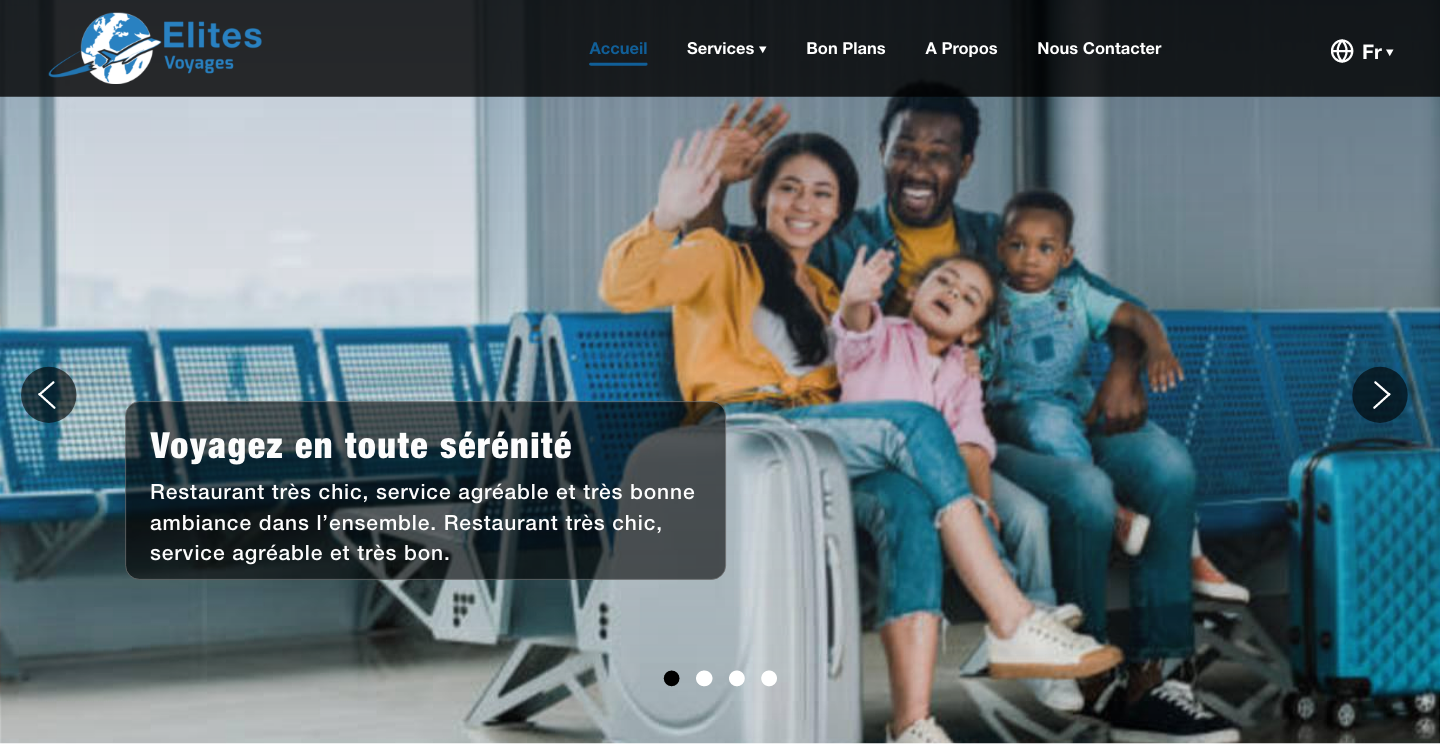 Elites
Voyages
Accueil
Services
Bon Plans
A Propos
Nous Contacter
Fr
Voyagez en toute sérénité
Restaurant très chic, service agréable et très bonne
ambiance dans l’ensemble. Restaurant très chic,
service agréable et très bon.